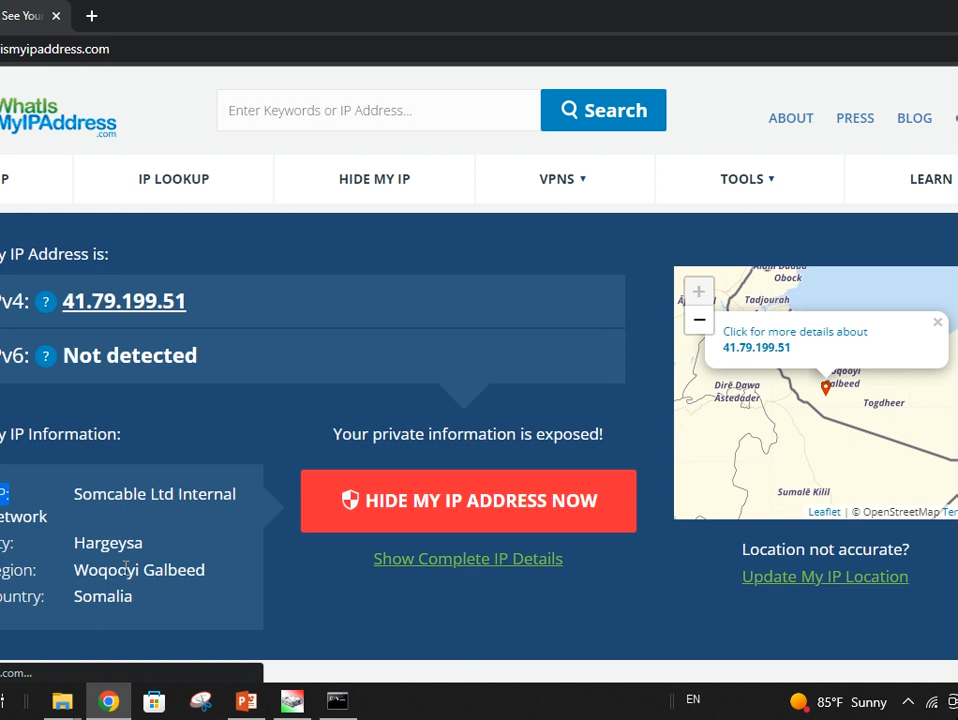 See You
ismyipaddress.com
WhatIs
MyIPAddress
.com
Enter Keywords or IP Address...
Search
ABOUT
PRESS
BLOG
P
IP LOOKUP
HIDE MY IP
VPNS
TOOLS
LEARN
y IP Address is:
Pv4: ? 41.79.199.51
Pv6: ? Not detected
y IP Information:
P: Somcable Ltd Internal
etwork
ty: Hargeysa
egion: Woqooyi Galbeed
ountry: Somalia
Your private information is exposed!
HIDE MY IP ADDRESS NOW
Show Complete IP Details
Obock
Tadjourah
+
−
Click for more details about
41.79.199.51
×
Galbeed
Dirē Dawa
Āstedader
Togdheer
Sumalē Kilil
Leaflet | © OpenStreetMap Ter
Location not accurate?
Update My IP Location
.com...
EN
85°F Sunny